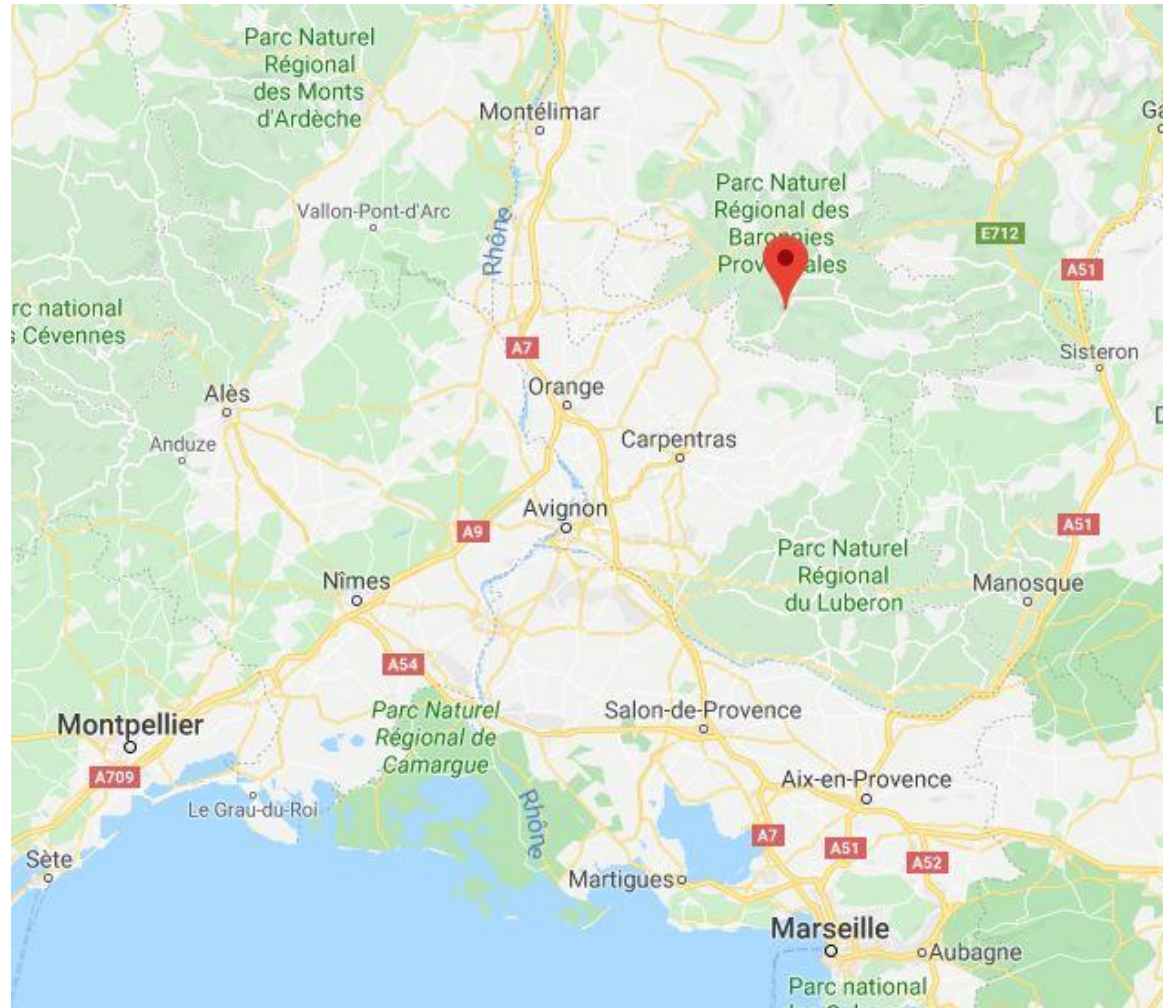 Parc Naturel
Régional
des Monts
d'Ardèche
Montélimar
Ga
Vallon-Pont-d'Arc
Rhône
Parc Naturel
Régional des
Baronnies
E712
A51
rc national
s Cévennes
A7
Sisteron
Orange
Alès
Anduze
Carpentras
D
Avignon
A9
A51
Parc Naturel
Régional
du Luberon
Nîmes
Manosque
A54
Parc Naturel
Régional de
Camargue
Salon-de-Provence
Montpellier
A709
Le Grau-du-Roi
Rhône
Aix-en-Provence
A7
A51
A52
Sète
Martigues
Marseille
Aubagne
Parc national